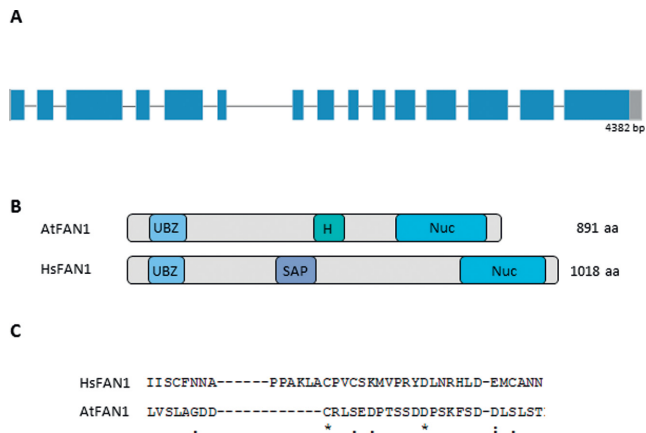 A
4382 bp
B
AtFAN1 UBZ H Nuc 891 aa
HsFAN1 UBZ SAP Nuc 1018 aa
C
HsFAN1 IISCFNNA------PPAKLACPVCSKMVPRYDLNRHLD-EMCANN
AtFAN1 LVSLAGDD------------CRLSEDPTSSDDPSKFSD-DLSLST
. * . . * : .